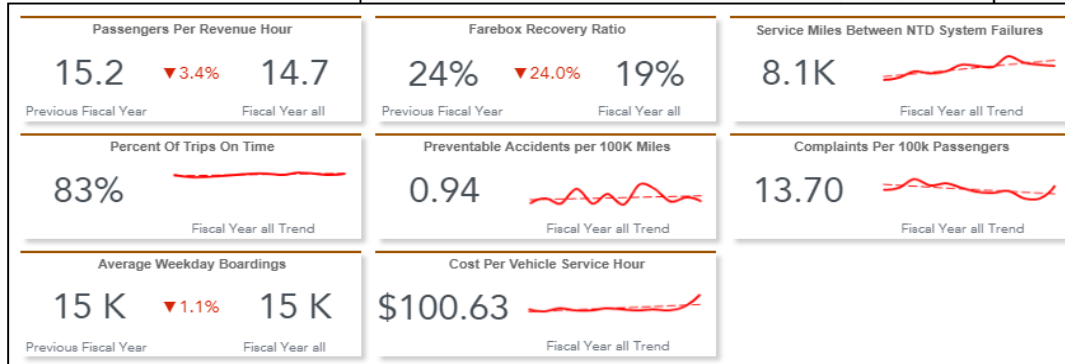 Passengers Per Revenue Hour
15.2 ▼3.4% 14.7
Previous Fiscal Year Fiscal Year all
Farebox Recovery Ratio
24% ▼24.0% 19%
Previous Fiscal Year Fiscal Year all
Service Miles Between NTD System Failures
8.1K
Fiscal Year all Trend
Percent Of Trips On Time
83%
Fiscal Year all Trend
Preventable Accidents per 100K Miles
0.94
Fiscal Year all Trend
Complaints Per 100k Passengers
13.70
Fiscal Year all Trend
Average Weekday Boardings
15 K ▼1.1% 15 K
Previous Fiscal Year Fiscal Year all
Cost Per Vehicle Service Hour
$100.63
Fiscal Year all Trend